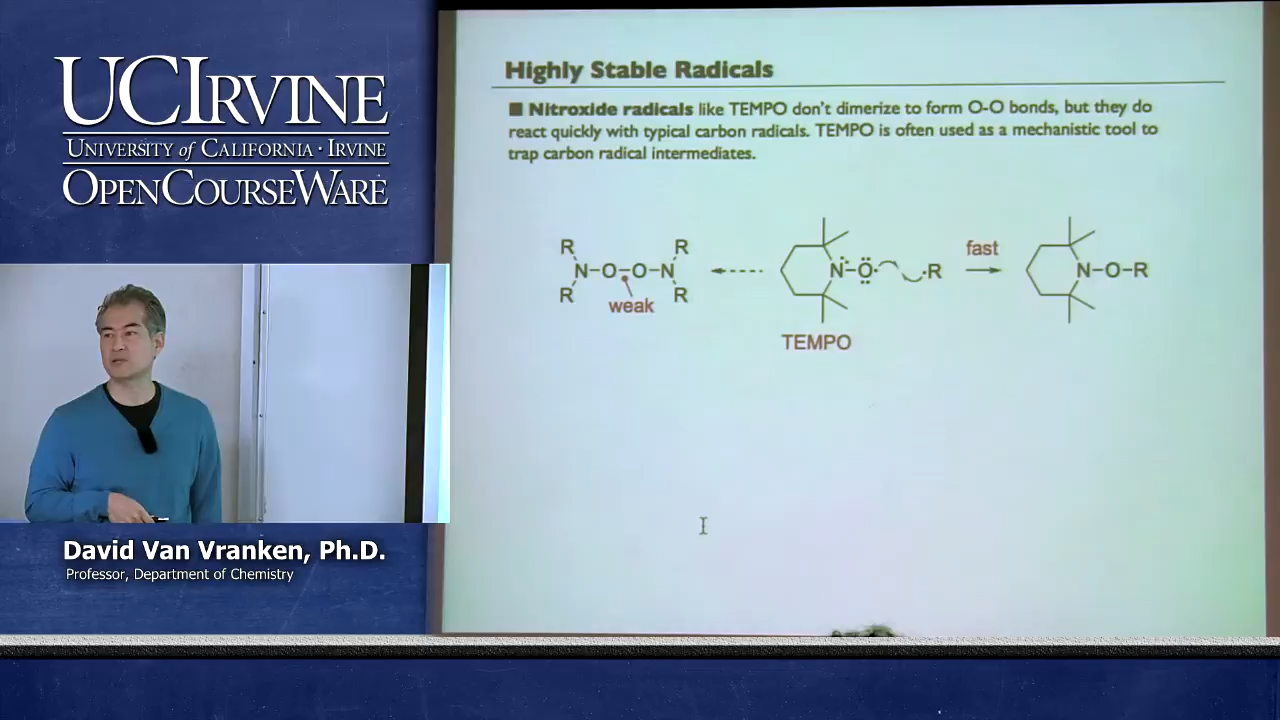 UCIRVINE
UNIVERSITY of CALIFORNIA · IRVINE
OPENCOURSEWARE
David Van Vranken, Ph.D.
Professor, Department of Chemistry
Highly Stable Radicals
■ Nitroxide radicals like TEMPO don't dimerize to form O-O bonds, but they do
react quickly with typical carbon radicals. TEMPO is often used as a mechanistic tool to
trap carbon radical intermediates.
R R
N–O–O–N
R R
weak
N–O· ·R
TEMPO
fast
N–O–R